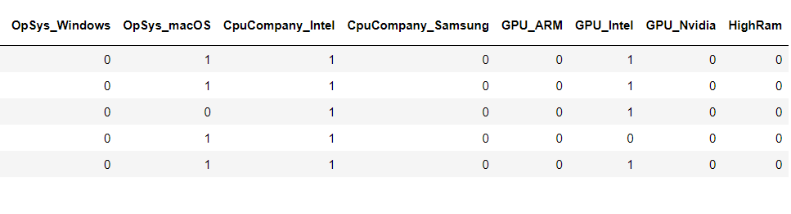 OpSys_Windows OpSys_macOS CpuCompany_Intel CpuCompany_Samsung GPU_ARM GPU_Intel GPU_Nvidia HighRam
0 1 1 0 0 1 0 0
0 1 1 0 0 1 0 0
0 0 1 0 0 1 0 0
0 1 1 0 0 0 0 0
0 1 1 0 0 1 0 0